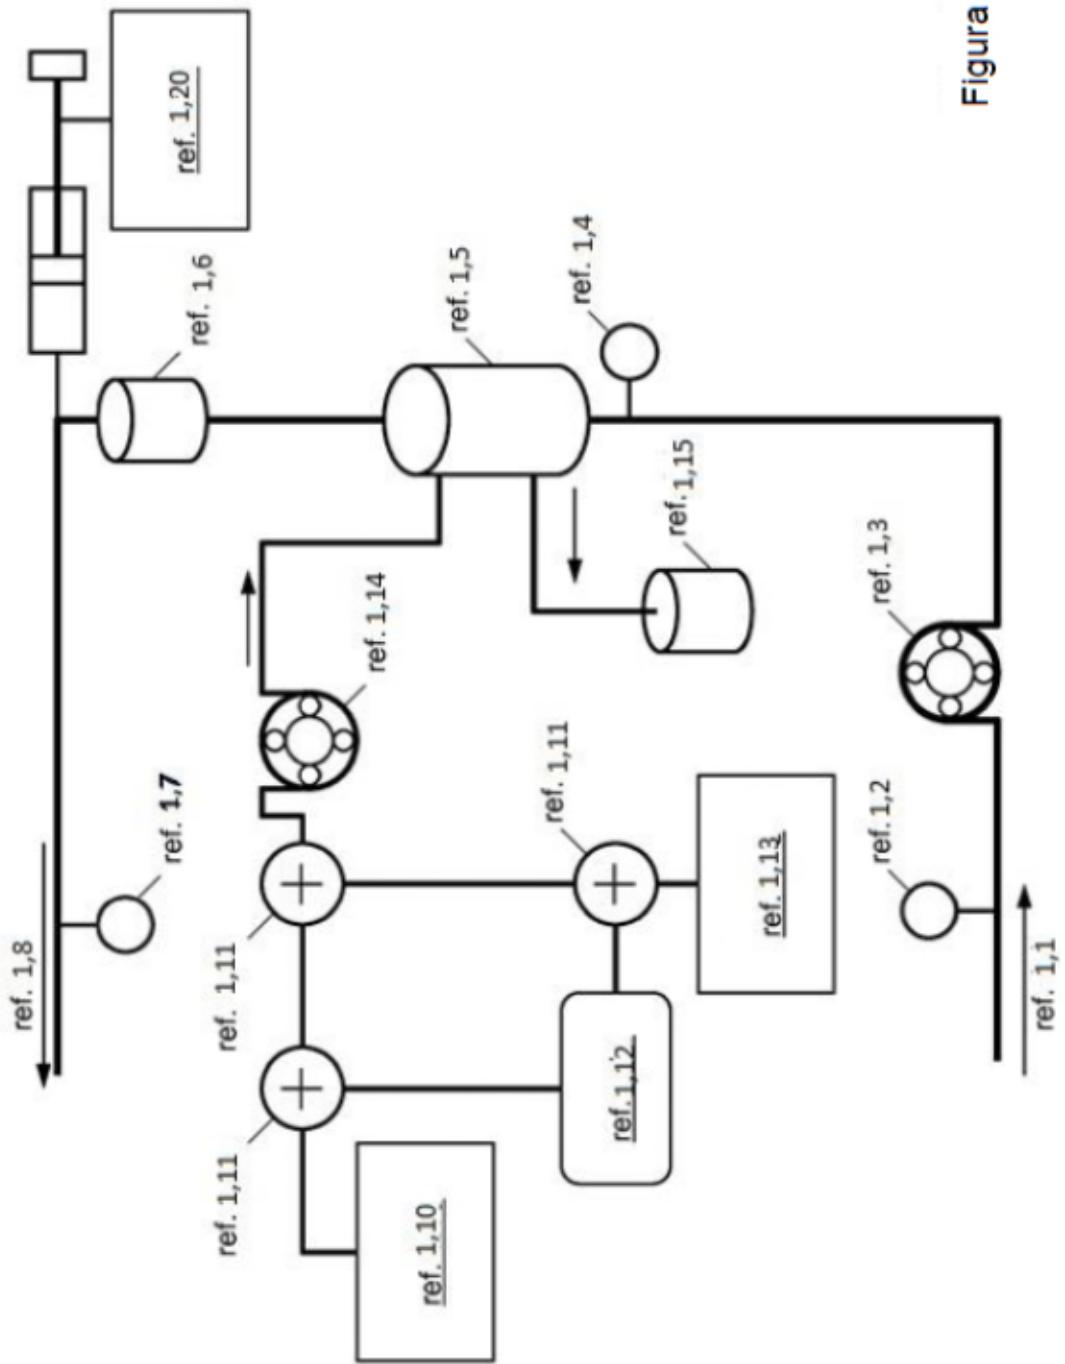 ref. 1,8
ref. 1,7
ref. 1,6
ref. 1,20
ref. 1,11
ref. 1,11
ref. 1,14
ref. 1,5
ref. 1,4
ref. 1,10
ref.1,12
ref. 1,11
ref. 1,13
ref. 1,15
ref. 1,2
ref. 1,3
ref. 1,1
Figura